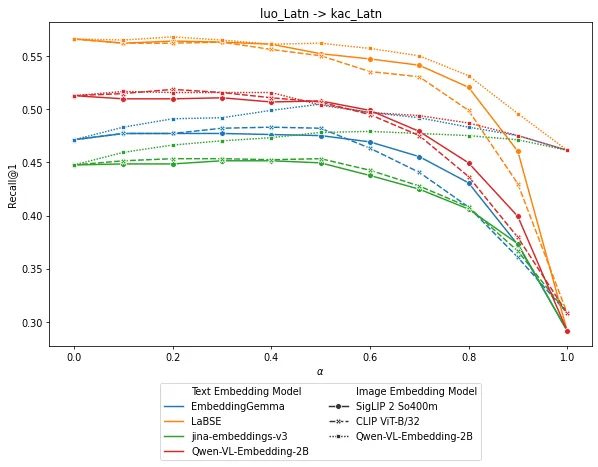 luo_Latn -> kac_Latn
Recall@1
0.55
0.50
0.45
0.40
0.35
0.30
0.0
0.2
0.4
0.6
0.8
1.0
α
Text Embedding Model
EmbeddingGemma
LaBSE
jina-embeddings-v3
Qwen-VL-Embedding-2B
Image Embedding Model
SigLIP 2 So400m
CLIP ViT-B/32
Qwen-VL-Embedding-2B